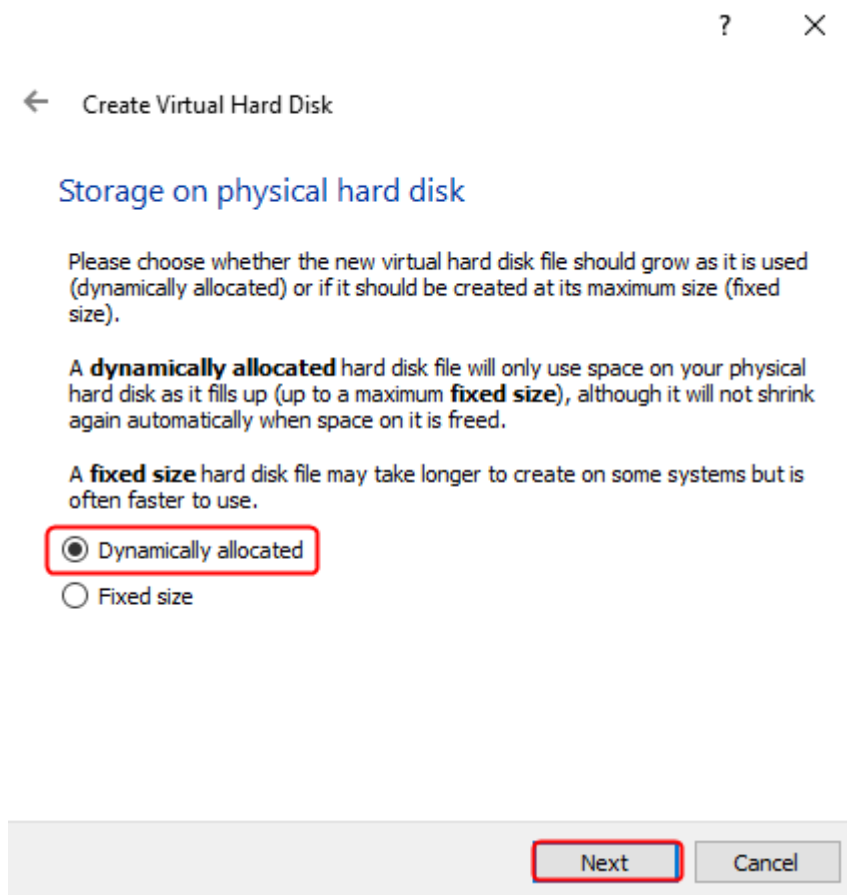 ?
Create Virtual Hard Disk
Storage on physical hard disk
Please choose whether the new virtual hard disk file should grow as it is used
(dynamically allocated) or if it should be created at its maximum size (fixed
size).
A dynamically allocated hard disk file will only use space on your physical
hard disk as it fills up (up to a maximum fixed size), although it will not shrink
again automatically when space on it is freed.
A fixed size hard disk file may take longer to create on some systems but is
often faster to use.
Dynamically allocated
Fixed size
Next Cancel